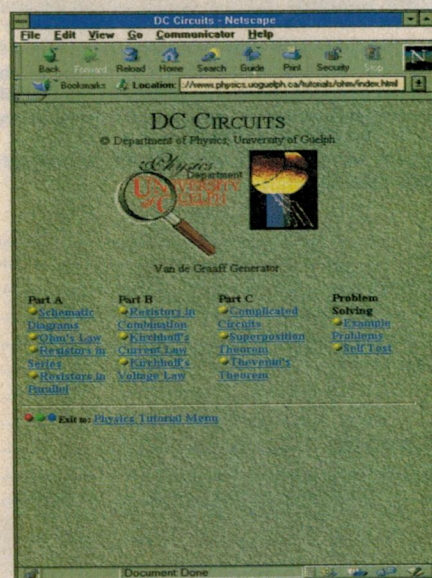 DC Circuits - Netscape
File Edit View Go Communicator Help
Back Forward Reload Home Search Guide Print Security Stop
Bookmarks Location: //www.physics.uoguelph.ca/tutorials/ohm/index.html
DC CIRCUITS
© Department of Physics, University of Guelph
Physics
Department
UNIVERSITY
of GUELPH
Van de Graaff Generator
Part A
Schematic
Diagrams
Ohm's Law
Resistors in
Series
Resistors in
Parallel
Part B
Resistors in
Combination
Kirchhoff's
Current Law
Kirchhoff's
Voltage Law
Part C
Complicated
Circuits
Superposition
Theorem
Thevenin's
Theorem
Problem
Solving
Example
Problems
Self Test
Exit to: Physics Tutorial Menu
Document Done